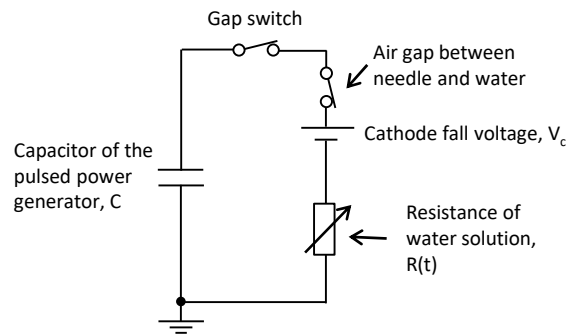 Gap switch
Air gap between
needle and water
Cathode fall voltage, Vc
Capacitor of the
pulsed power
generator, C
Resistance of
water solution,
R(t)